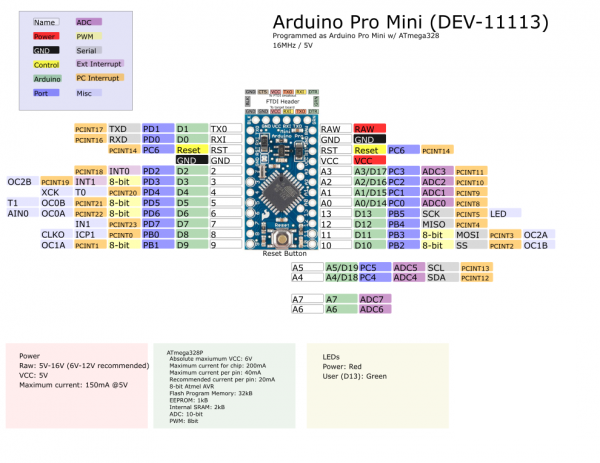 Arduino Pro Mini (DEV-11113)
Programmed as Arduino Pro Mini w/ ATmega328
16MHz / 5V
Name ADC
Power PWM
GND Serial
Control Ext Interrupt
Arduino PC Interrupt
Port Misc
FTDI Header
PCINT17 TXD PD1 D1 TX0 RAW RAW
PCINT16 RXD PD0 D0 RXI GND GND
PCINT14 PC6 Reset RST RST Reset PC6 PCINT14
GND GND VCC VCC
PCINT18 INT0 PD2 D2 2 A3 A3/D17 PC3 ADC3 PCINT11
OC2B PCINT19 INT1 8-bit PD3 D3 3 A2 A2/D16 PC2 ADC2 PCINT10
XCK T0 PCINT20 PD4 D4 4 A1 A1/D15 PC1 ADC1 PCINT9
T1 OC0B PCINT21 8-bit PD5 D5 5 A0 A0/D14 PC0 ADC0 PCINT8
AIN0 OC0A PCINT22 8-bit PD6 D6 6 13 D13 PB5 SCK PCINT5 LED
IN1 PCINT23 PD7 D7 7 12 D12 PB4 MISO PCINT4
CLKO ICP1 PCINT0 PB0 D8 8 11 D11 PB3 8-bit MOSI PCINT3 OC2A
OC1A PCINT1 8-bit PB1 D9 9 10 D10 PB2 8-bit SS PCINT2 OC1B
Reset
Reset Button
A5 A5/D19 PC5 ADC5 SCL PCINT13
A4 A4/D18 PC4 ADC4 SDA PCINT12
A7 A7 ADC7
A6 A6 ADC6
Power
Raw: 5V-16V (6V-12V recommended)
VCC: 5V
Maximum current: 150mA @5V
ATmega328P
Absolute maxiumum VCC: 6V
Maximum current for chip: 200mA
Maximum current per pin: 40mA
Recommended current per pin: 20mA
8-bit Atmel AVR
Flash Program Memory: 32kB
EEPROM: 1kB
Internal SRAM: 2kB
ADC: 10-bit
PWM: 8bit
LEDs
Power: Red
User (D13): Green